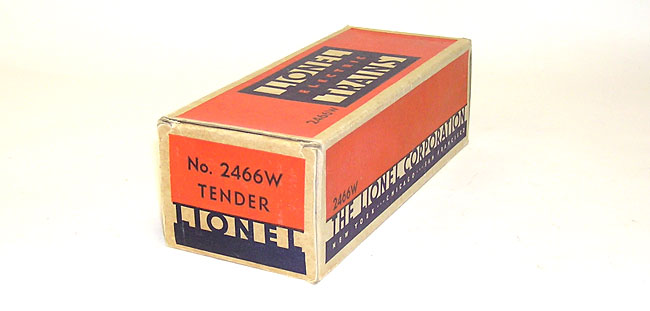 LIONEL
ELECTRIC
TRAINS
2466W
No. 2466W
TENDER
LIONEL
2466W
THE LIONEL CORPORATION
NEW YORK...CHICAGO...SAN FRANCISCO